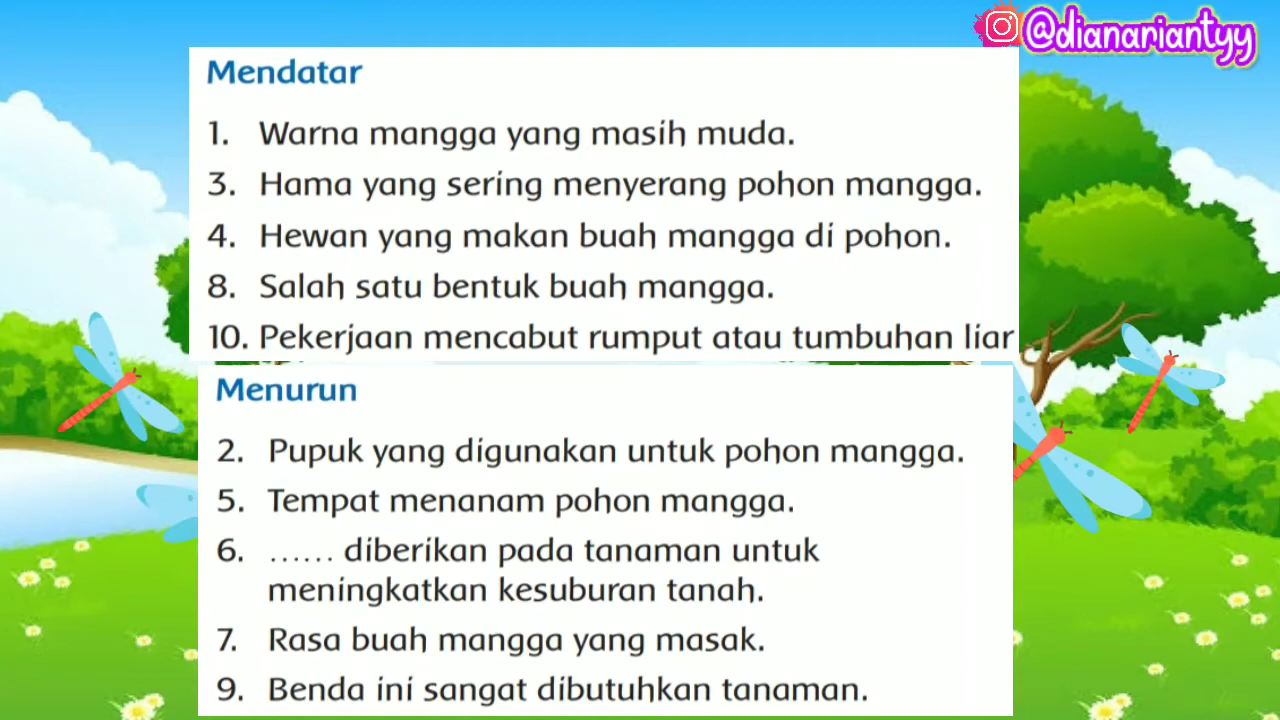 @dianariantyy
Mendatar
1. Warna mangga yang masih muda.
3. Hama yang sering menyerang pohon mangga.
4. Hewan yang makan buah mangga di pohon.
8. Salah satu bentuk buah mangga.
10. Pekerjaan mencabut rumput atau tumbuhan liar
Menurun
2. Pupuk yang digunakan untuk pohon mangga.
5. Tempat menanam pohon mangga.
6. ...... diberikan pada tanaman untuk
meningkatkan kesuburan tanah.
7. Rasa buah mangga yang masak.
9. Benda ini sangat dibutuhkan tanaman.